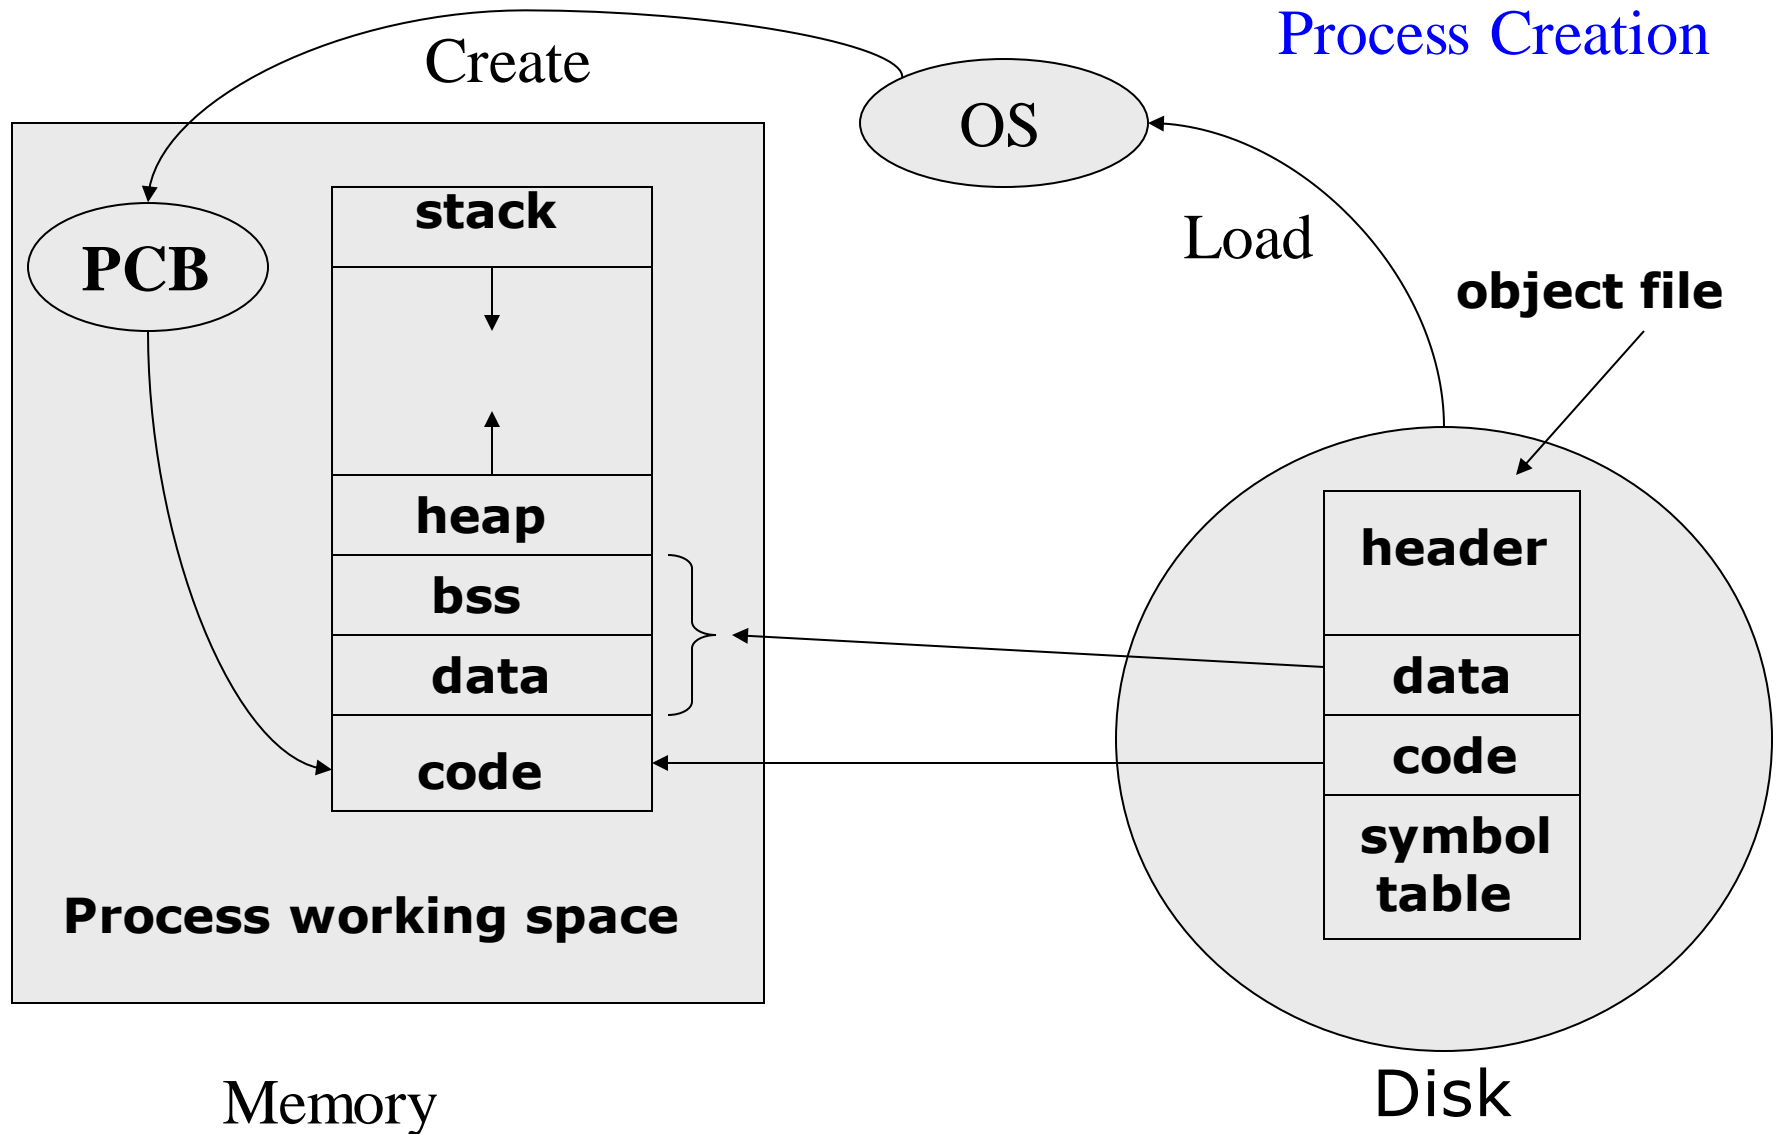 Process Creation
Create
OS
Load
object file
PCB
stack
heap
bss
data
code
Process working space
Memory
header
data
code
symbol
table
Disk